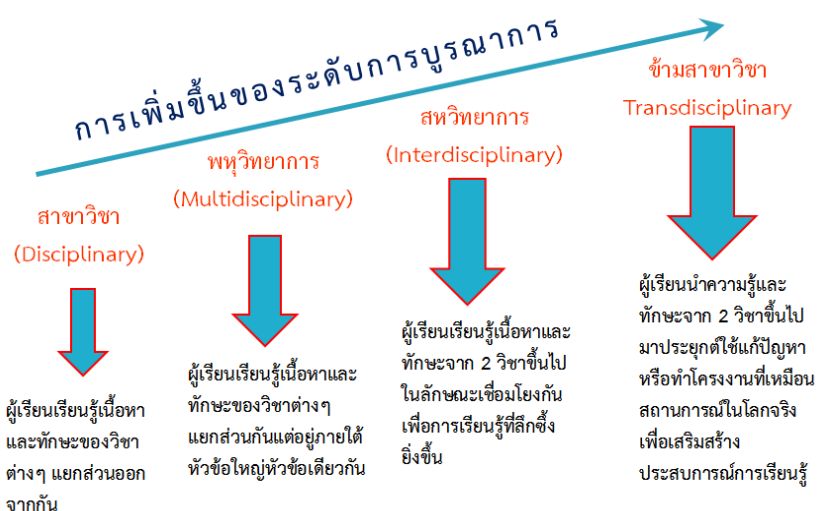 การเพิ่มขึ้นของระดับการบูรณาการ
สาขาวิชา
(Disciplinary)
ผู้เรียนเรียนรู้เนื้อหา
และทักษะของวิชา
ต่างๆ แยกส่วนออก
จากกัน
พหุวิทยาการ
(Multidisciplinary)
ผู้เรียนเรียนรู้เนื้อหาและ
ทักษะของวิชาต่างๆ
แยกส่วนกันแต่อยู่ภายใต้
หัวข้อใหญ่หัวข้อเดียวกัน
สหวิทยาการ
(Interdisciplinary)
ผู้เรียนเรียนรู้เนื้อหาและ
ทักษะจาก 2 วิชาขึ้นไป
ในลักษณะเชื่อมโยงกัน
เพื่อการเรียนรู้ที่ลึกซึ้ง
ยิ่งขึ้น
ข้ามสาขาวิชา
Transdisciplinary
ผู้เรียนนำความรู้และ
ทักษะจาก 2 วิชาขึ้นไป
มาประยุกต์ใช้แก้ปัญหา
หรือทำโครงงานที่เหมือน
สถานการณ์ในโลกจริง
เพื่อเสริมสร้าง
ประสบการณ์การเรียนรู้